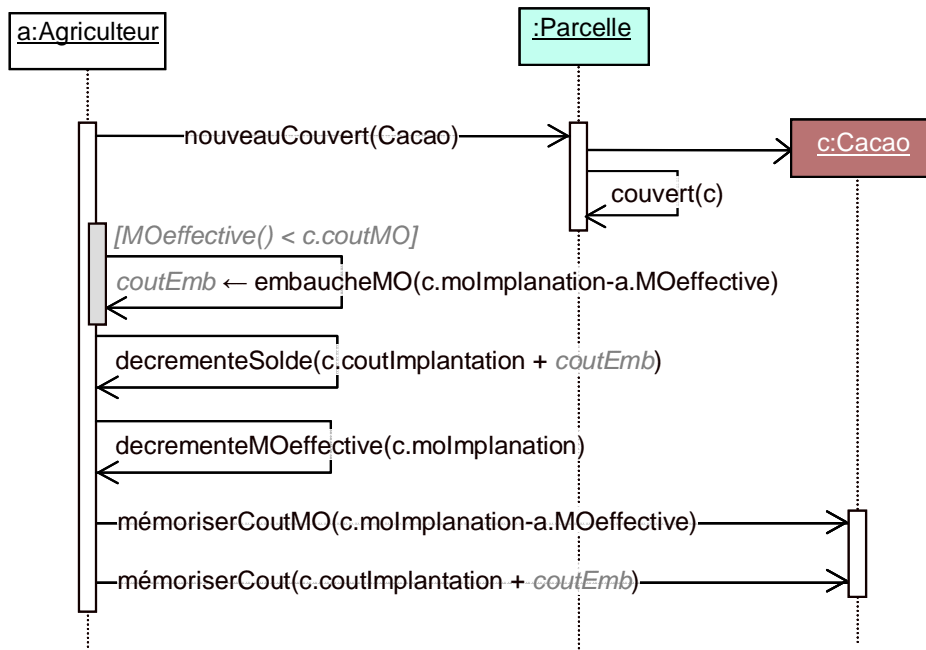 a:Agriculteur
:Parcelle
nouveauCouvert(Cacao)
c:Cacao
couvert(c)
[MOeffective() < c.coutMO]
coutEmb ← embaucheMO(c.moImplanation-a.MOeffective)
decrementeSolde(c.coutImplantation + coutEmb)
decrementeMOeffective(c.moImplanation)
mémoriserCoutMO(c.moImplanation-a.MOeffective)
mémoriserCout(c.coutImplantation + coutEmb)